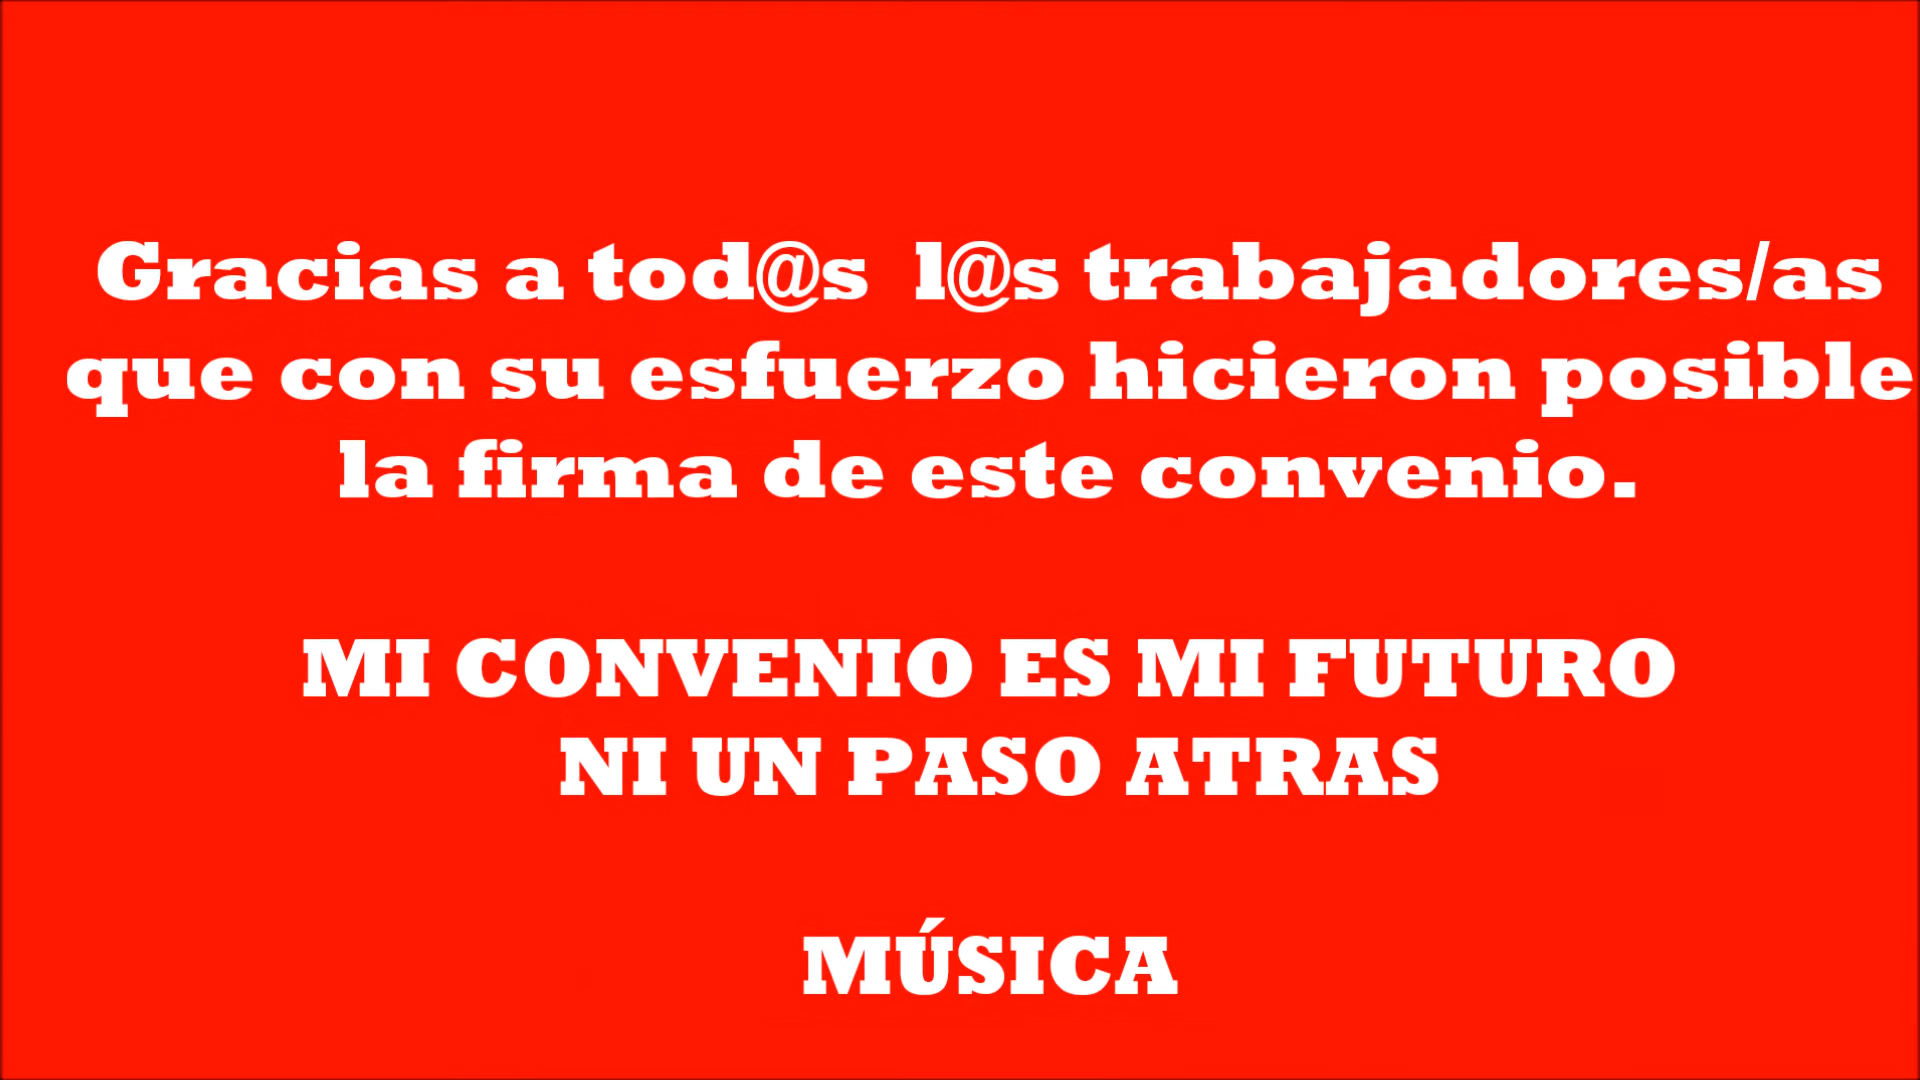 Gracias a tod@s l@s trabajadores/as
que con su esfuerzo hicieron posible
la firma de este convenio.
MI CONVENIO ES MI FUTURO
NI UN PASO ATRAS
MÚSICA